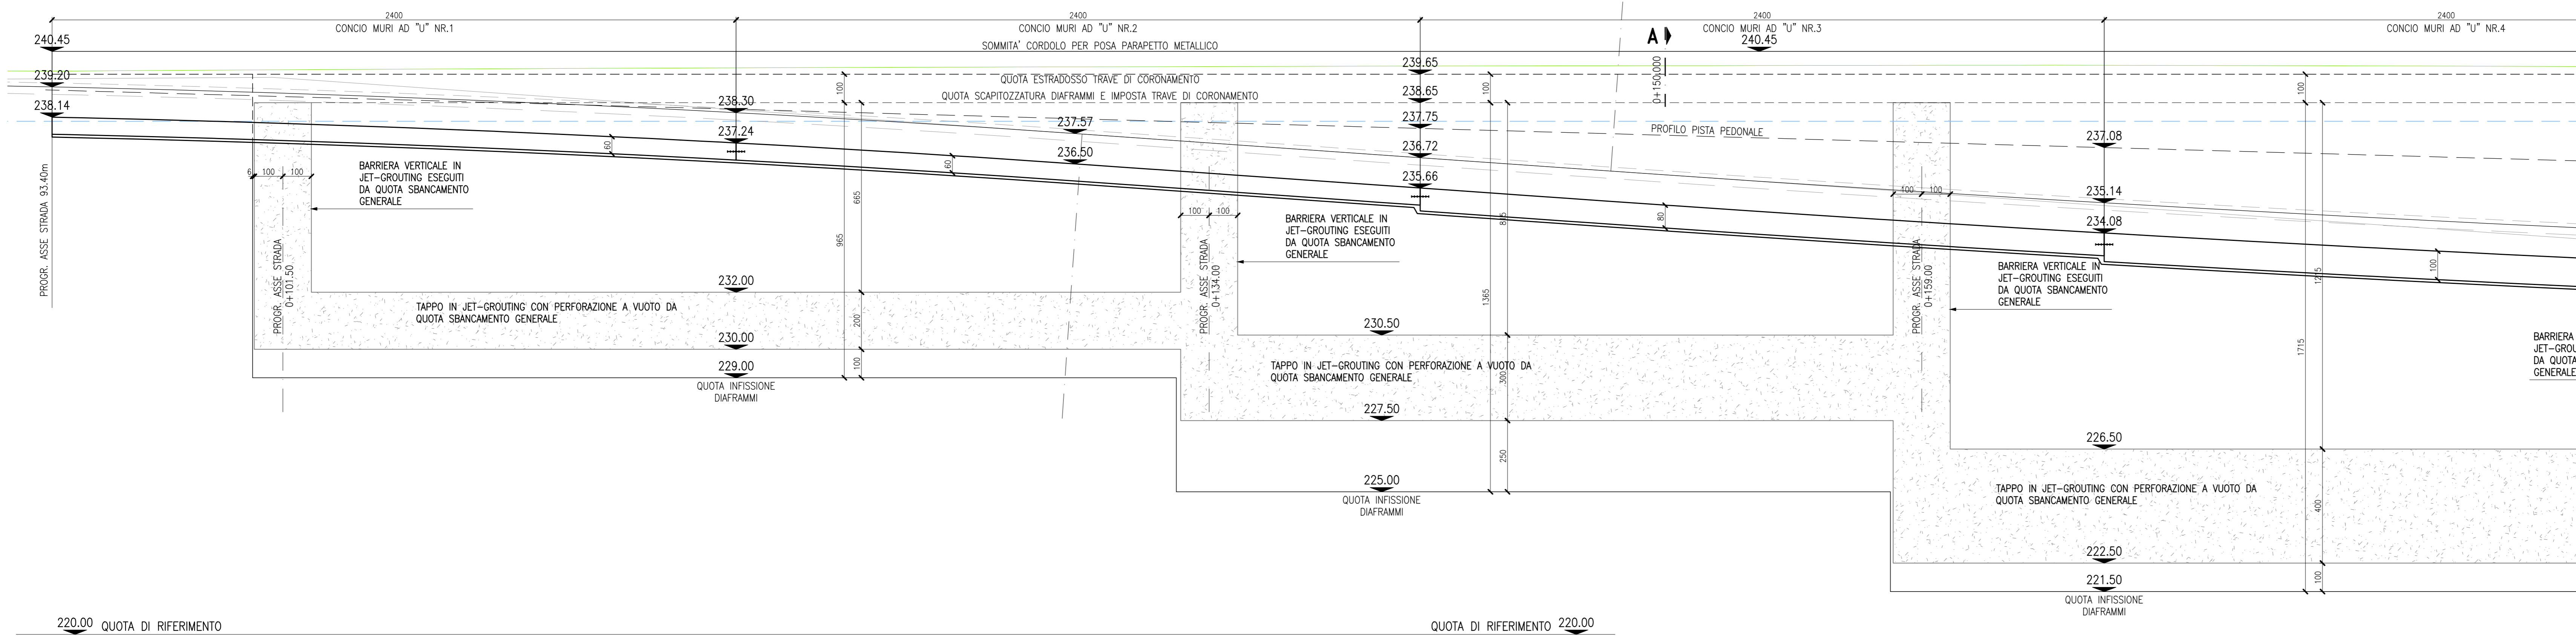 2400
2400
2400
2400
CONCIO MURI AD "U" NR.1
CONCIO MURI AD "U" NR.2
CONCIO MURI AD "U" NR.3
CONCIO MURI AD "U" NR.4
240.45
SOMMITA' CORDOLO PER POSA PARAPETTO METALLICO
A
240.45
239.20
238.14
QUOTA ESTRADOSSO TRAVE DI CORONAMENTO
QUOTA SCAPITOZZATURA DIAFRAMMI E IMPOSTA TRAVE DI CORONAMENTO
239.65
238.65
237.75
236.72
235.66
0+150.000
100
100
100
238.30
237.24
237.57
236.50
PROFILO PISTA PEDONALE
237.08
235.14
234.08
60
60
80
100
6
100
100
BARRIERA VERTICALE IN
JET-GROUTING ESEGUITI
DA QUOTA SBANCAMENTO
GENERALE
PROGR. ASSE STRADA 93.40m
PROGR. ASSE STRADA
0+101.50
665
965
200
100
232.00
TAPPO IN JET-GROUTING CON PERFORAZIONE A VUOTO DA
QUOTA SBANCAMENTO GENERALE
230.00
229.00
QUOTA INFISSIONE
DIAFRAMMI
100
100
PROGR. ASSE STRADA
0+134.00
BARRIERA VERTICALE IN
JET-GROUTING ESEGUITI
DA QUOTA SBANCAMENTO
GENERALE
1365
300
250
230.50
TAPPO IN JET-GROUTING CON PERFORAZIONE A VUOTO DA
QUOTA SBANCAMENTO GENERALE
227.50
225.00
QUOTA INFISSIONE
DIAFRAMMI
100
100
PROGR. ASSE STRADA
0+159.00
BARRIERA VERTICALE IN
JET-GROUTING ESEGUITI
DA QUOTA SBANCAMENTO
GENERALE
1715
400
100
226.50
TAPPO IN JET-GROUTING CON PERFORAZIONE A VUOTO DA
QUOTA SBANCAMENTO GENERALE
222.50
221.50
QUOTA INFISSIONE
DIAFRAMMI
BARRIERA
JET-GROU
DA QUOTA
GENERALE
220.00 QUOTA DI RIFERIMENTO
QUOTA DI RIFERIMENTO 220.00